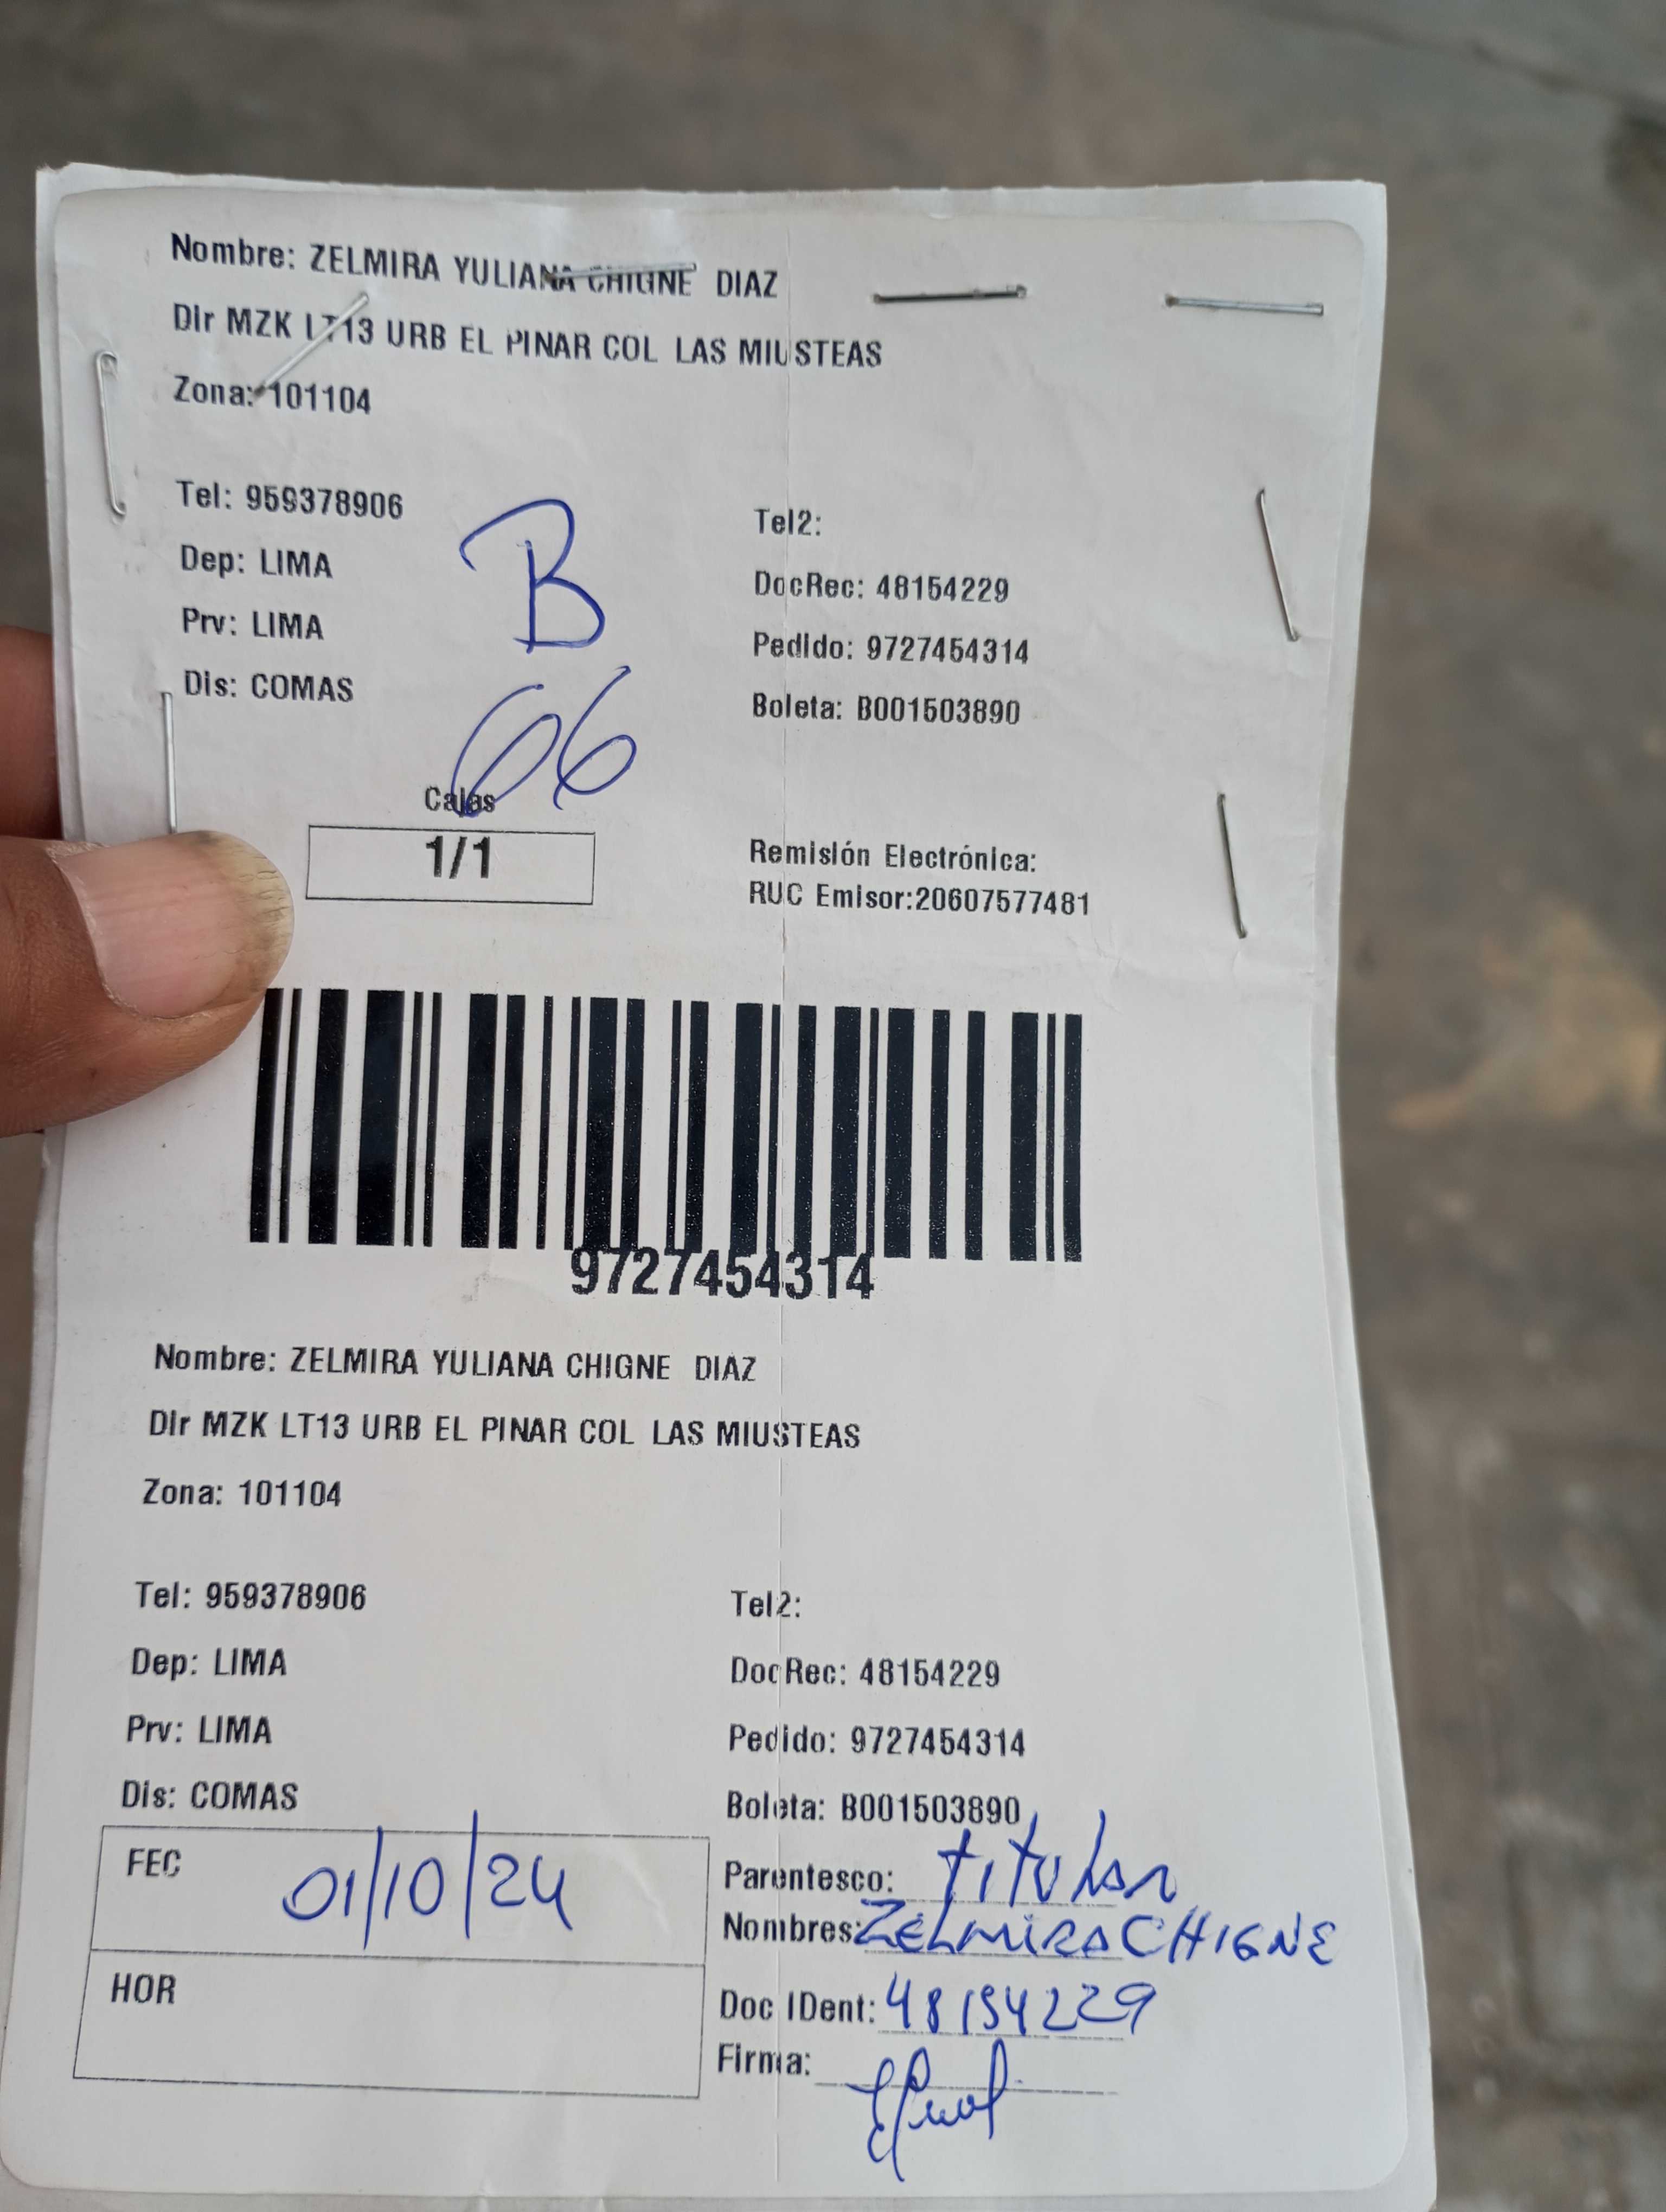 Nombre: ZELMIRA YULIANA CHIGNE DIAZ
Dir MZK LT13 URB EL PINAR COL LAS MIUSTEAS
Zona: 101104
Tel: 959378906
Tel2:
Dep: LIMA
DocRec: 48154229
Prv: LIMA
Pedido: 9727454314
Dis: COMAS
Boleta: B001503890
B
06
Cajas
1/1
Remisión Electrónica:
RUC Emisor:20607577481
9727454314
Nombre: ZELMIRA YULIANA CHIGNE DIAZ
Dir MZK LT13 URB EL PINAR COL LAS MIUSTEAS
Zona: 101104
Tel: 959378906
Tel2:
Dep: LIMA
DocRec: 48154229
Prv: LIMA
Pedido: 9727454314
Dis: COMAS
Boleta: B001503890
FEC 01/10/24
HOR
Parentesco: titular
Nombres: ZELMIRA CHIGNE
Doc IDent: 48154229
Firma: